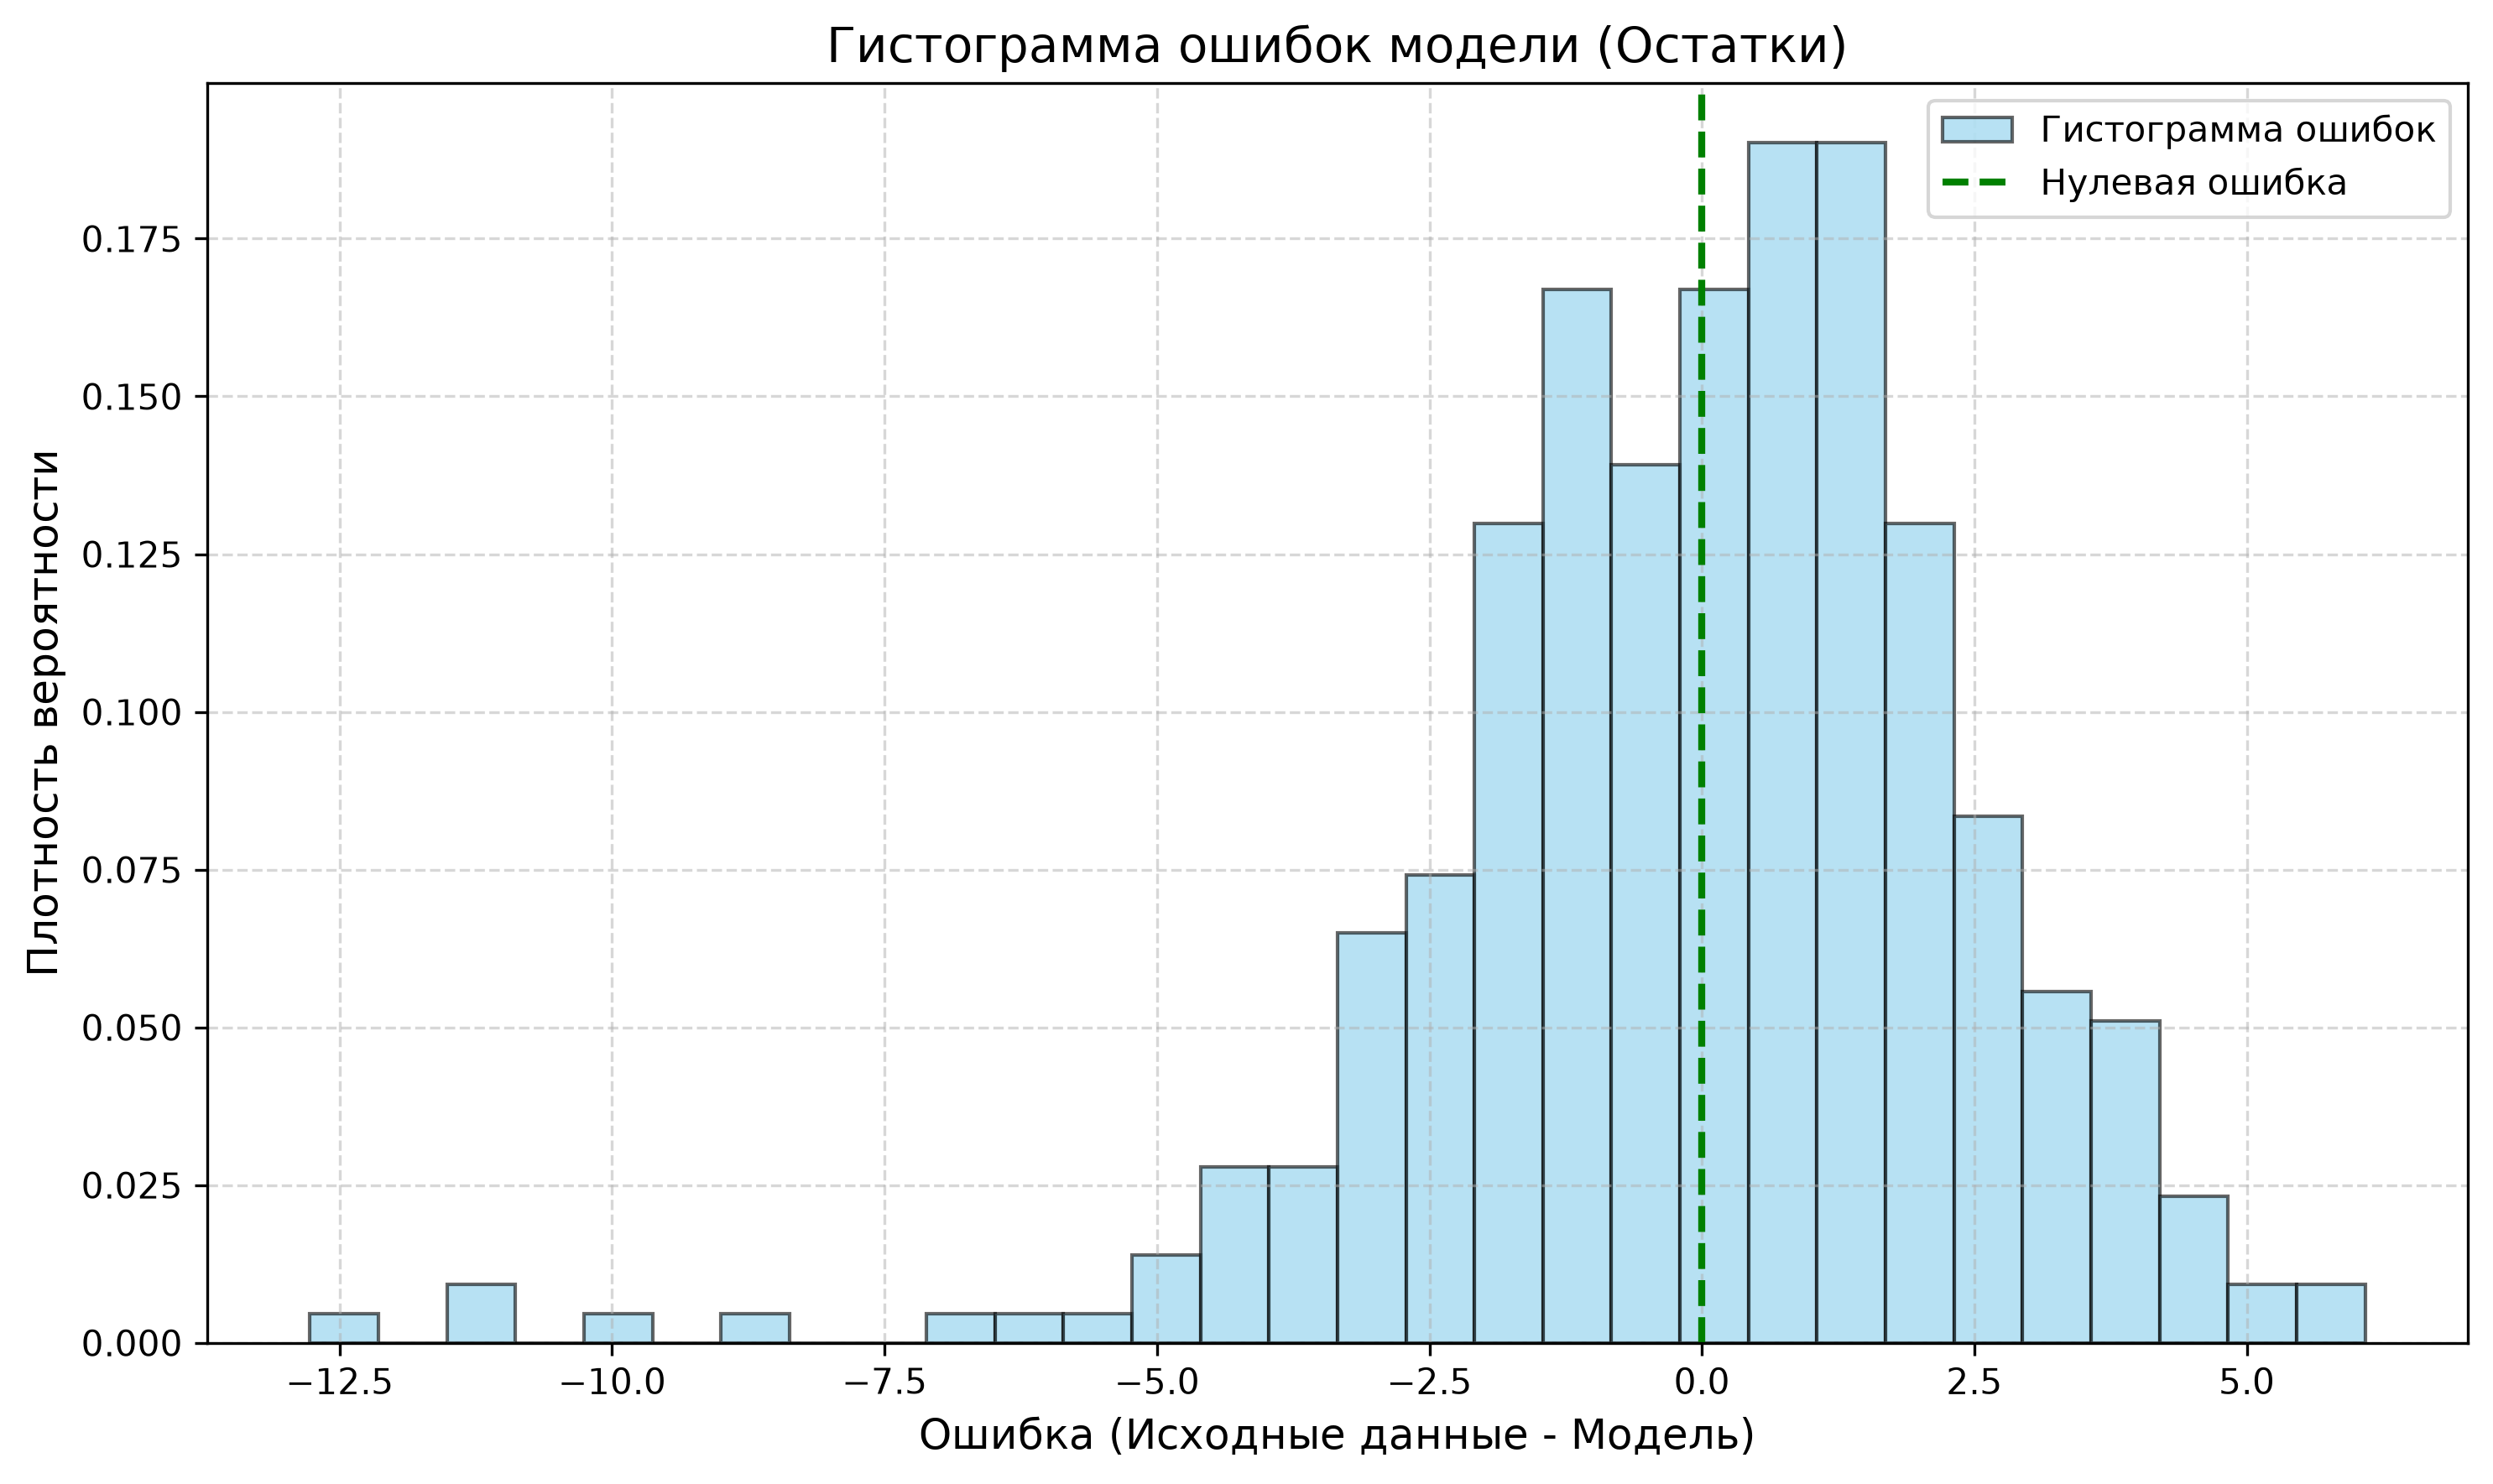 Гистограмма ошибок модели (Остатки)
Гистограмма ошибок
Нулевая ошибка
Плотность вероятности
0.175
0.150
0.125
0.100
0.075
0.050
0.025
0.000
−12.5 −10.0 −7.5 −5.0 −2.5 0.0 2.5 5.0
Ошибка (Исходные данные - Модель)